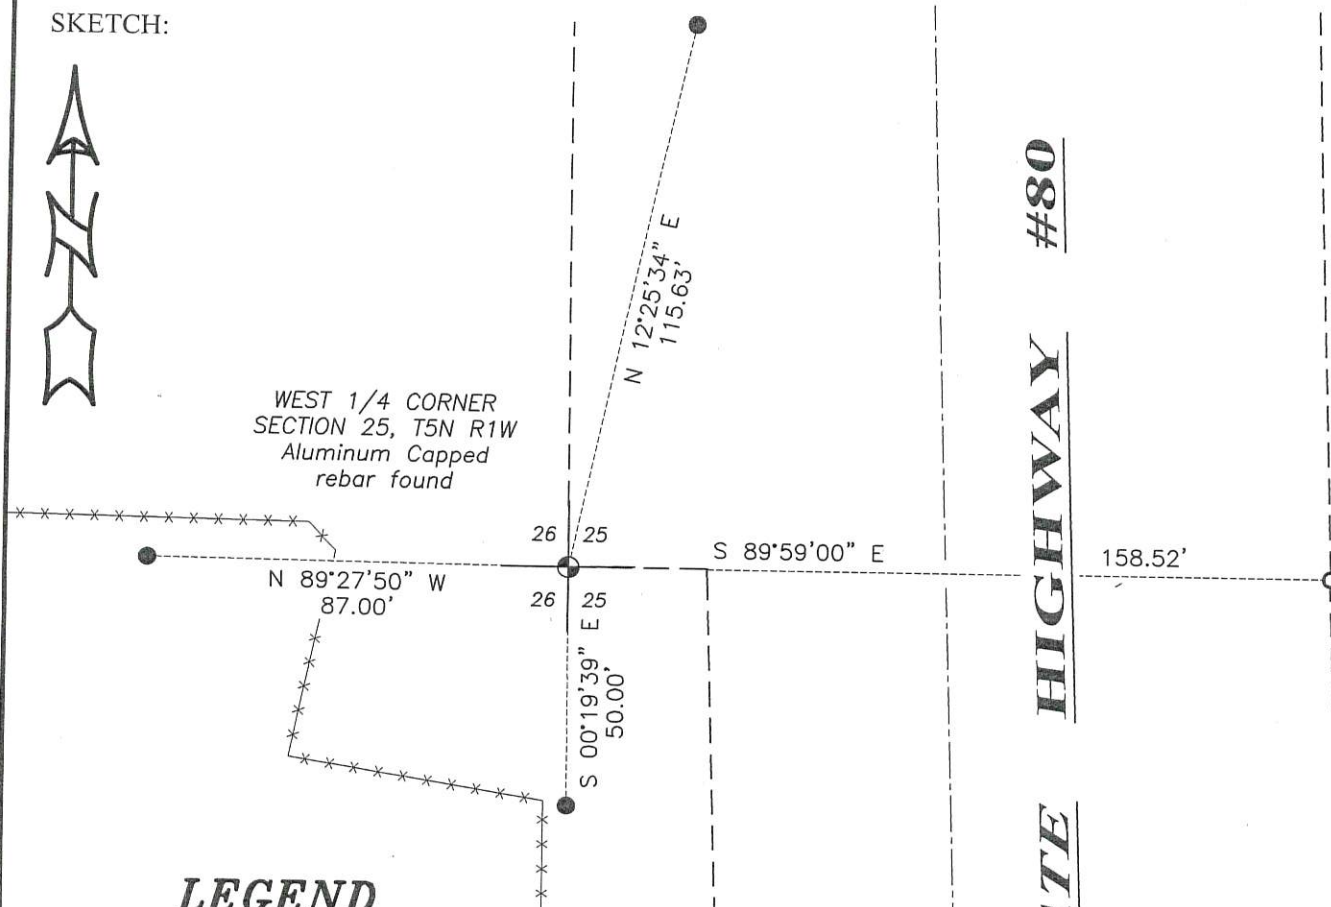 SKETCH:
N
N 12°25'34" E
115.63'
#80
HIGHWAY
WEST 1/4 CORNER
SECTION 25, T5N R1W
Aluminum Capped
rebar found
26 25
S 89°59'00" E
158.52'
N 89°27'50" W
87.00'
26 25
S 00°19'39" E
50.00'
LEGEND